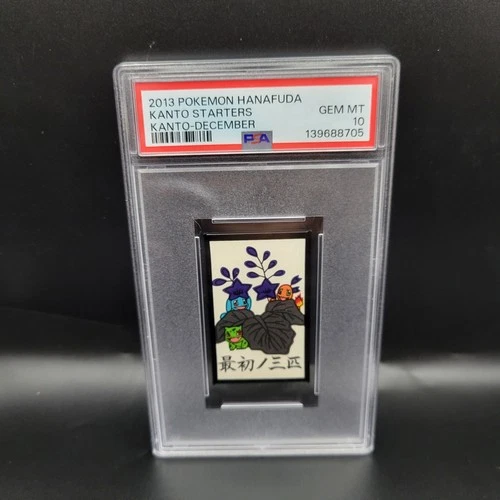 2013 POKEMON HANAFUDA
KANTO STARTERS GEM MT
KANTO-DECEMBER 10
PSA 139688705
最初ノ三匹